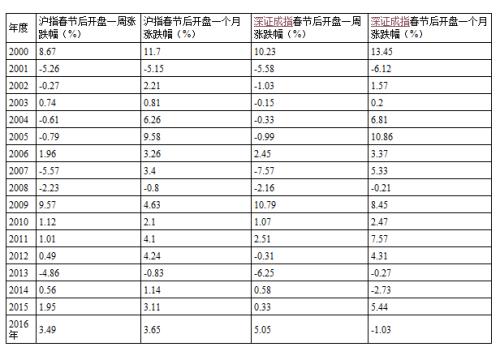 年度 沪指春节后开盘一周涨跌幅（%） 沪指春节后开盘一个月涨跌幅（%） 深证成指春节后开盘一周涨跌幅（%） 深证成指春节后开盘一个月涨跌幅（%）
2000 8.67 11.7 10.23 13.45
2001 -5.26 -5.15 -5.58 -6.12
2002 -0.27 2.21 -1.03 1.57
2003 0.74 0.81 -0.15 0.2
2004 -0.61 6.26 -0.33 6.81
2005 -0.79 9.58 -0.99 10.86
2006 1.96 3.26 2.45 3.37
2007 -5.57 3.4 -7.57 5.33
2008 -2.23 -0.8 -2.16 -0.21
2009 9.57 4.63 10.79 8.45
2010 1.12 2.1 1.07 2.47
2011 1.01 4.1 2.51 7.57
2012 0.49 4.24 -0.31 4.31
2013 -4.86 -0.83 -6.25 -0.27
2014 0.56 1.14 0.58 -2.73
2015 1.95 3.11 0.33 5.44
2016年 3.49 3.65 5.05 -1.03